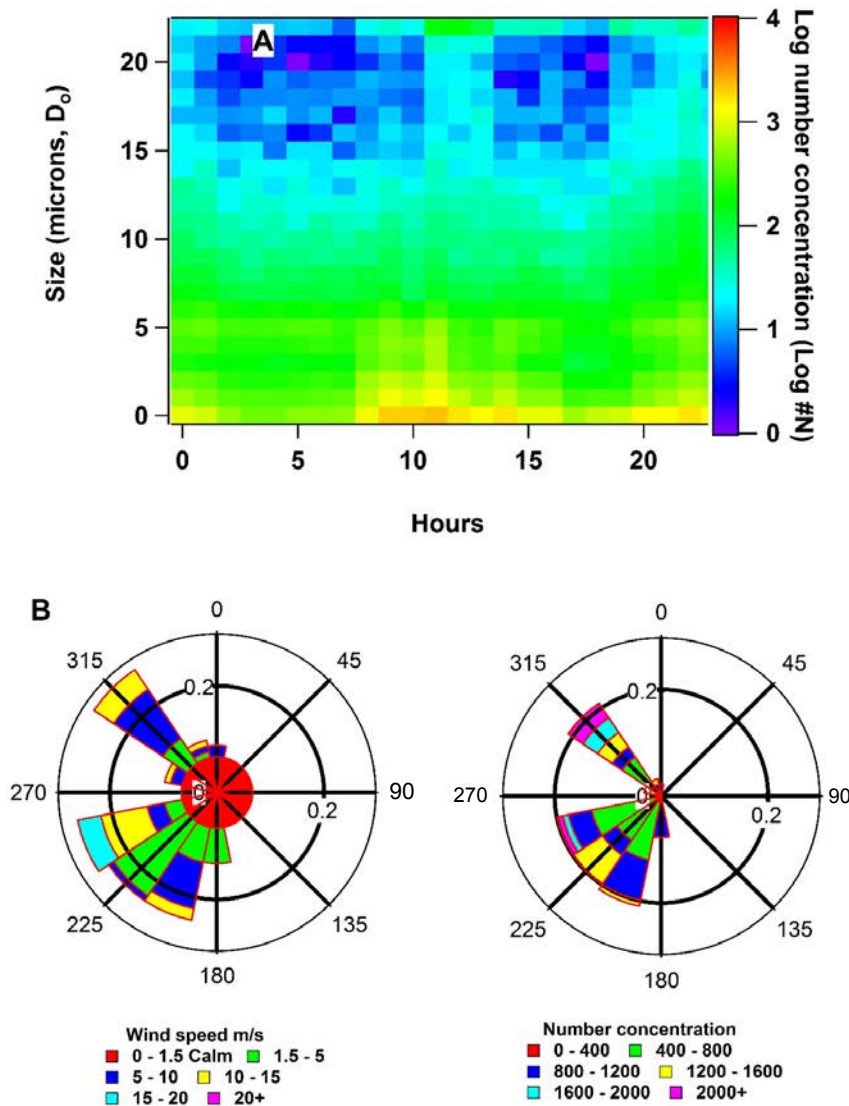 A
20
15
10
5
0
Size (microns, Do)
0 5 10 15 20
Hours
4
3
2
1
0
Log number concentration (Log #N)
B
0
45
90
135
180
225
270
315
0.2
0.2
0
Wind speed m/s
0 - 1.5 Calm 1.5 - 5
5 - 10 10 - 15
15 - 20 20+
0
45
90
135
180
225
270
315
0.2
0.2
0
Number concentration
0 - 400 400 - 800
800 - 1200 1200 - 1600
1600 - 2000 2000+